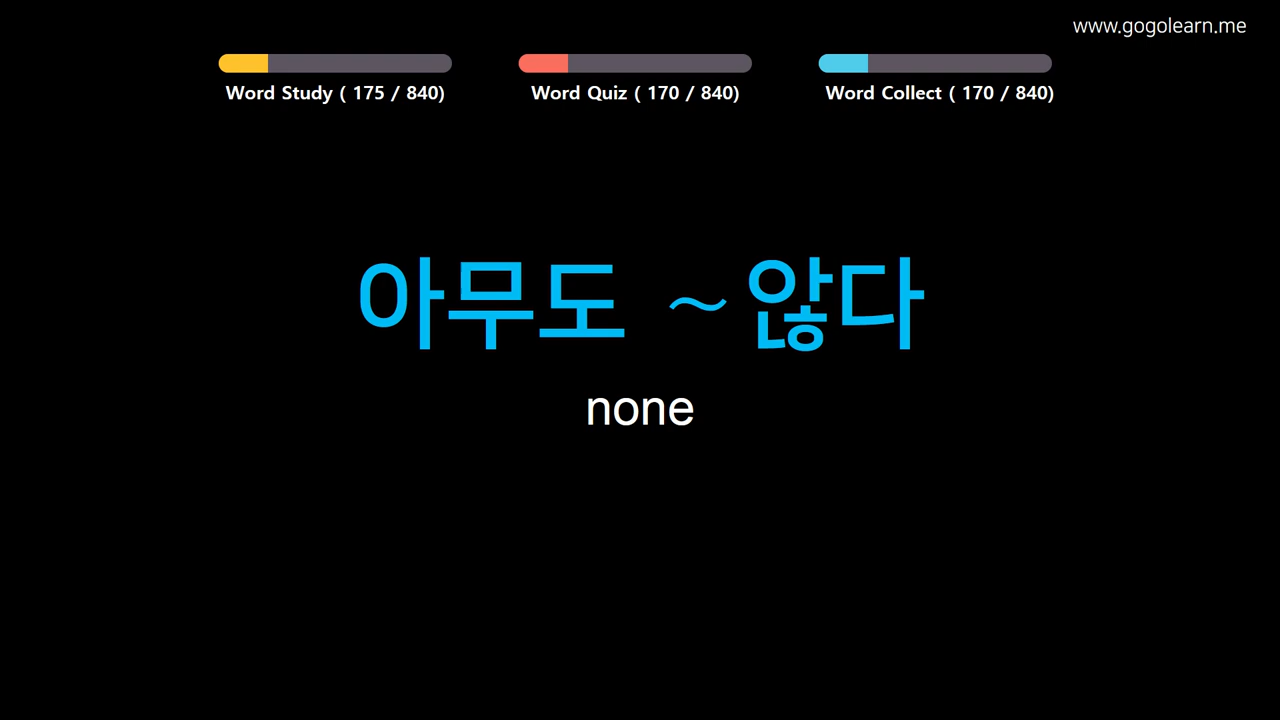 www.gogolearn.me
Word Study ( 175 / 840)
Word Quiz ( 170 / 840)
Word Collect ( 170 / 840)
아무도 ~않다
none